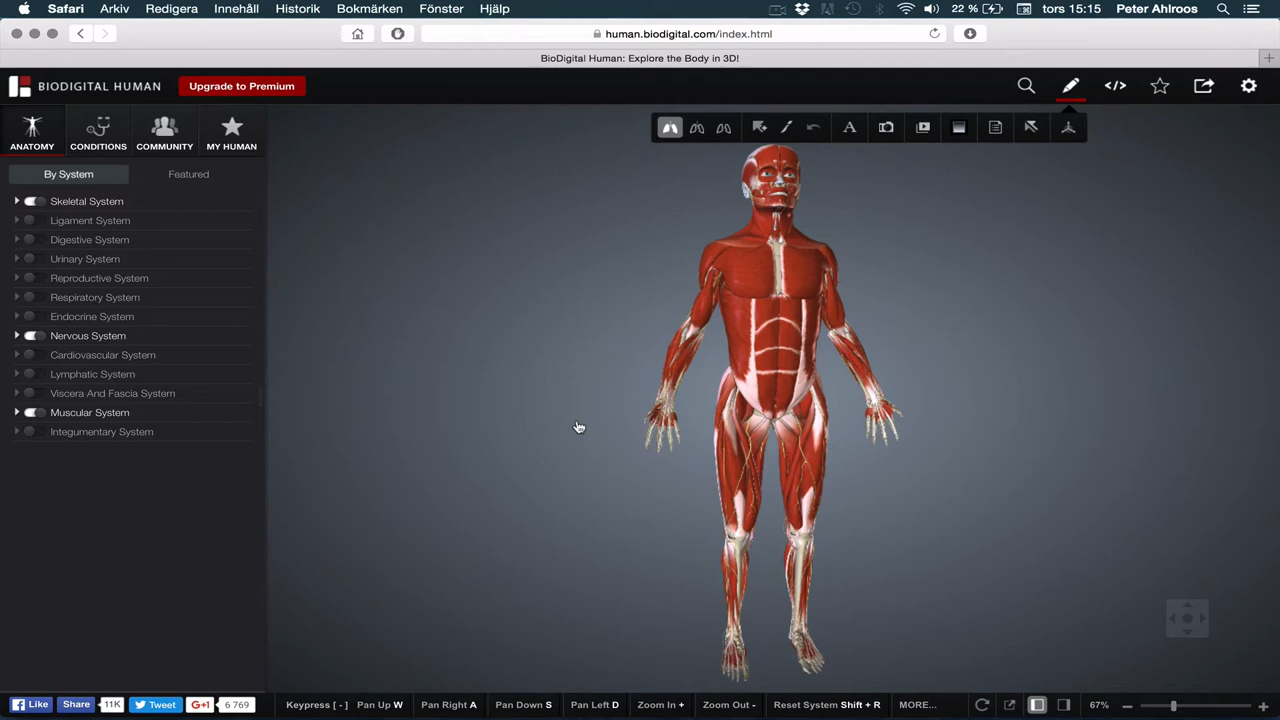 Safari Arkiv Redigera Innehåll Historik Bokmärken Fönster Hjälp 22 % tors 15:15 Peter Ahlroos
human.biodigital.com/index.html
BioDigital Human: Explore the Body in 3D!
BIODIGITAL HUMAN Upgrade to Premium </>
ANATOMY CONDITIONS COMMUNITY MY HUMAN
A
By System Featured
Skeletal System
Ligament System
Digestive System
Urinary System
Reproductive System
Respiratory System
Endocrine System
Nervous System
Cardiovascular System
Lymphatic System
Viscera And Fascia System
Muscular System
Integumentary System
Like Share 11K Tweet G+1 6 769 Keypress [ - ] Pan Up W Pan Right A Pan Down S Pan Left D Zoom In + Zoom Out - Reset System Shift + R MORE... 67%